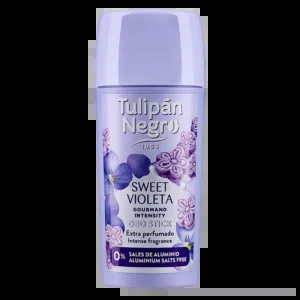 Tulipán
Negro
SWEET
VIOLETA
GOURMAND
INTENSITY
DEO STICK
Extra perfumado
Intense fragrance
0%
SALES DE ALUMINIO
ALUMINIUM SALTS FREE